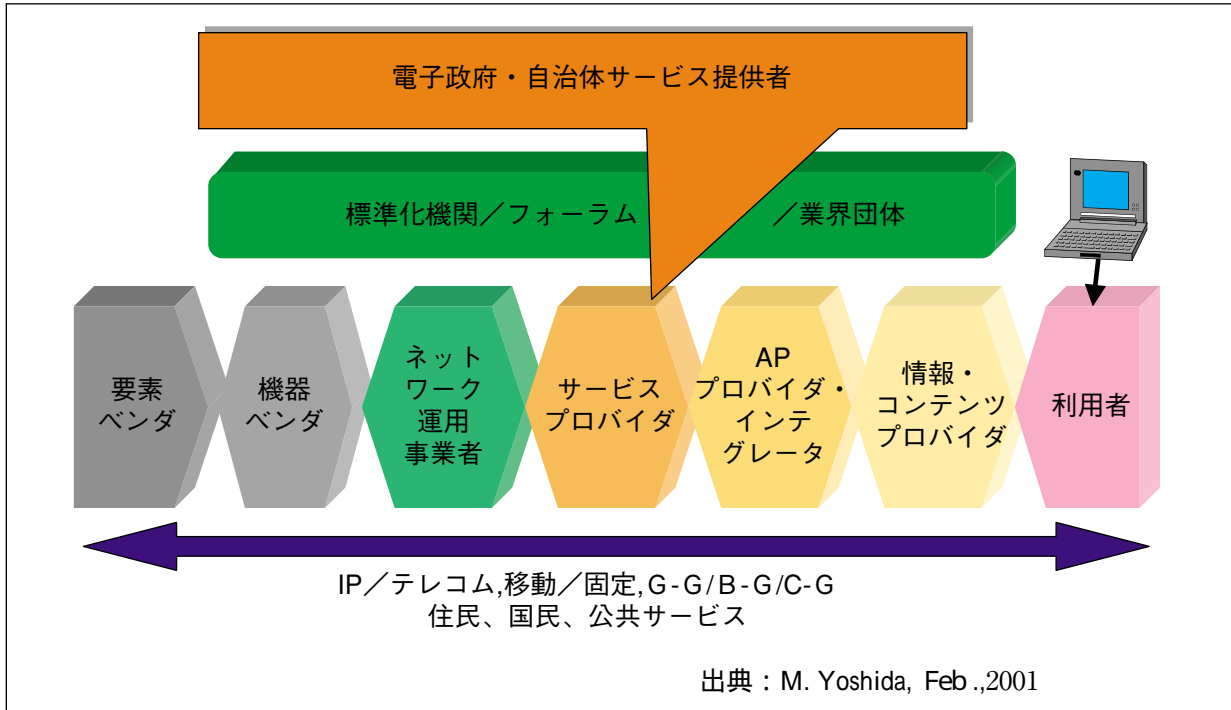 電子政府・自治体サービス提供者
標準化機関／フォーラム ／業界団体
要素
ベンダ
機器
ベンダ
ネット
ワーク
運用
事業者
サービス
プロバイダ
AP
プロバイダ・
インテ
グレータ
情報・
コンテンツ
プロバイダ
利用者
IP／テレコム,移動／固定,G-G/B-G/C-G
住民、国民、公共サービス
出典：M. Yoshida, Feb.,2001